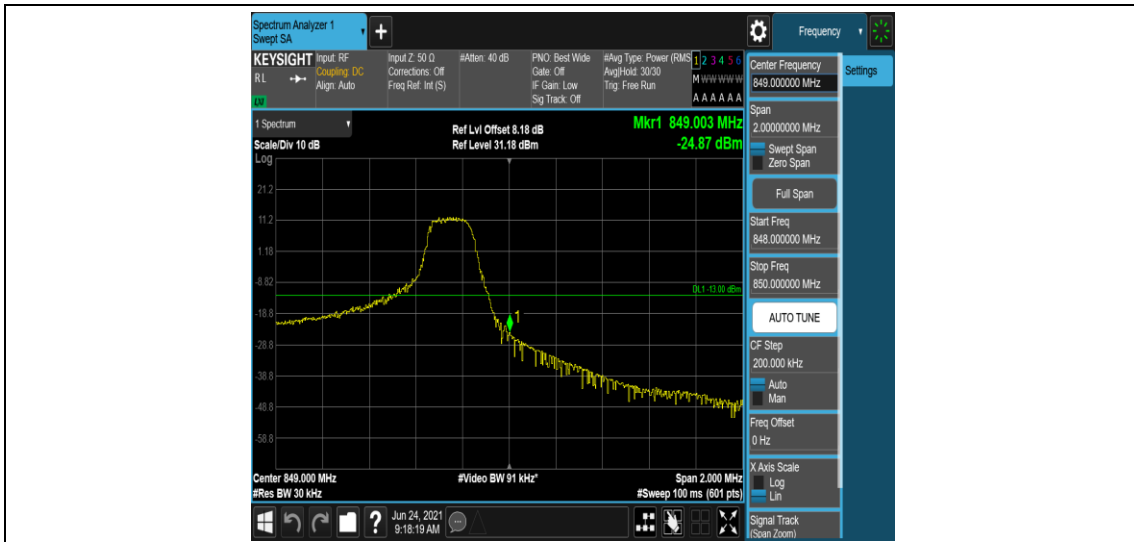 Spectrum Analyzer 1
Swept SA
+
Frequency
KEYSIGHT
RL
LXI
Input: RF
Coupling: DC
Align: Auto
Input Z: 50 Ω
Corrections: Off
Freq Ref: Int (S)
#Atten: 40 dB
PNO: Best Wide
Gate: Off
IF Gain: Low
Sig Track: Off
#Avg Type: Power (RMS
Avg|Hold: 30/30
Trig: Free Run
1 2 3 4 5 6
M W W W W W
A A A A A A
1 Spectrum
Scale/Div 10 dB
Log
Ref Lvl Offset 8.18 dB
Ref Level 31.18 dBm
Mkr1 849.003 MHz
-24.87 dBm
21.2
11.2
1.18
-8.82
-18.8
-28.8
-38.8
-48.8
-58.8
DL1 -13.00 dBm
1
Center 849.000 MHz
#Res BW 30 kHz
#Video BW 91 kHz*
Span 2.000 MHz
#Sweep 100 ms (601 pts)
Center Frequency
849.000000 MHz
Settings
Span
2.00000000 MHz
Swept Span
Zero Span
Full Span
Start Freq
848.000000 MHz
Stop Freq
850.000000 MHz
AUTO TUNE
CF Step
200.000 kHz
Auto
Man
Freq Offset
0 Hz
X Axis Scale
Log
Lin
Signal Track
(Span Zoom)
?
Jun 24, 2021
9:18:19 AM